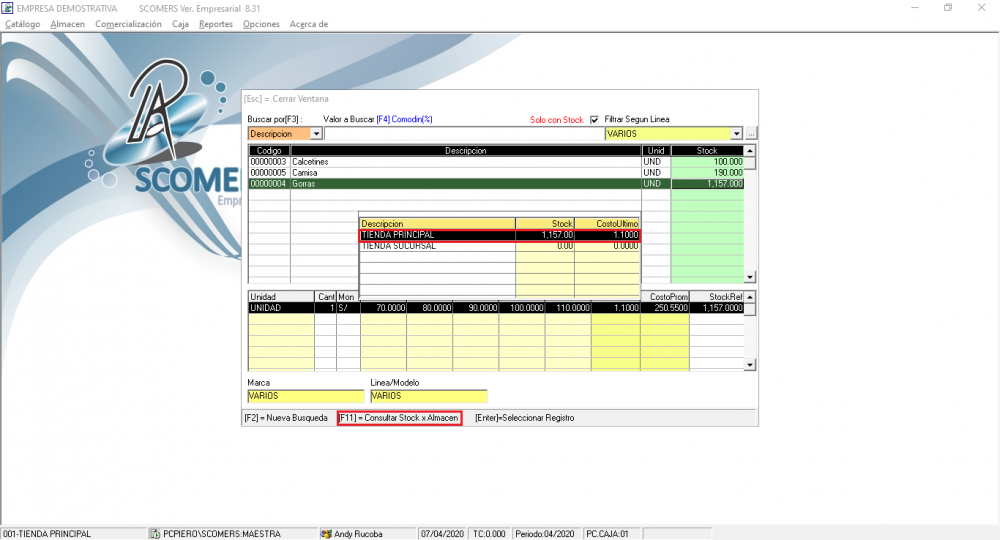 EMPRESA DEMOSTRATIVA SCOMERS Ver. Empresarial 8.31
Catálogo Almacen Comercialización Caja Reportes Opciones Acerca de
[Esc] = Cerrar Ventana
Buscar por[F3] : Valor a Buscar [F4] Comodin(%) Solo con Stock Filtrar Segun Linea
Descripcion VARIOS ...
Codigo Descripcion Unid Stock
00000003 Calcetines UND 100.000
00000005 Camisa UND 190.000
00000004 Gorras UND 1,157.000
SCOMER
Empr
Descripcion Stock CostoUltimo
TIENDA PRINCIPAL 1,157.00 1.1000
TIENDA SUCURSAL 0.00 0.0000
Unidad Cant Mon CostoProm StockRef
UNIDAD 1 S/ 70.0000 80.0000 90.0000 100.0000 110.0000 1.1000 250.5500 1,157.0000
Marca Linea/Modelo
VARIOS VARIOS
[F2] = Nueva Busqueda [F11] = Consultar Stock x Almacen [Enter]=Seleccionar Registro
001-TIENDA PRINCIPAL PCPIERO\SCOMERS:MAESTRA Andy Rucoba 07/04/2020 TC:0.000 Periodo:04/2020 PC.CAJA:01